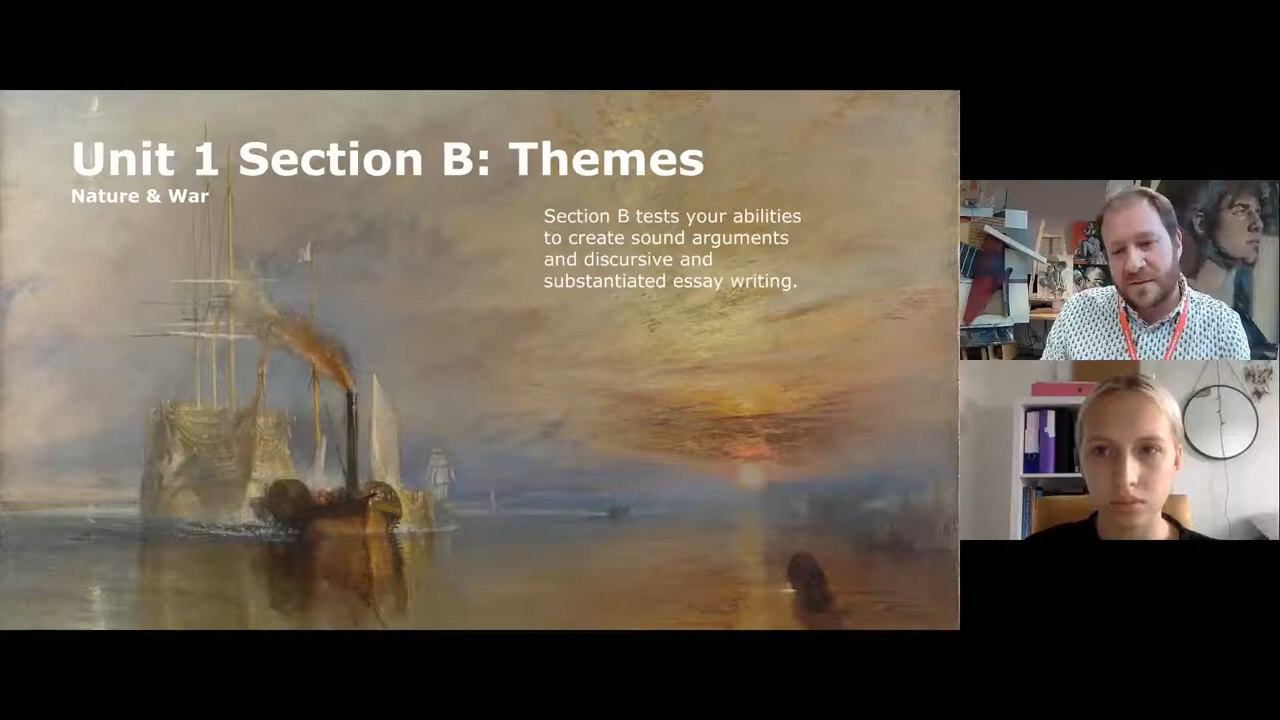 Unit 1 Section B: Themes
Nature & War
Section B tests your abilities
to create sound arguments
and discursive and
substantiated essay writing.